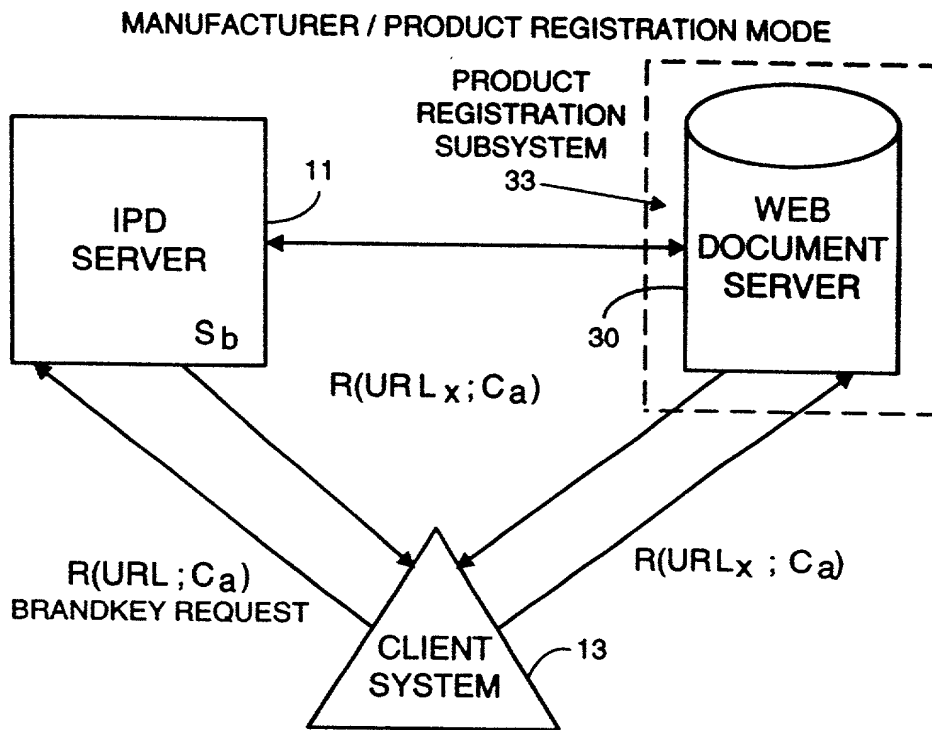 MANUFACTURER / PRODUCT REGISTRATION MODE
PRODUCT
REGISTRATION
SUBSYSTEM
33
11
IPD
SERVER
Sb
WEB
DOCUMENT
SERVER
30
R(URLx;Ca)
R(URL;Ca)
BRANDKEY REQUEST
R(URLx ; Ca)
CLIENT
SYSTEM
13